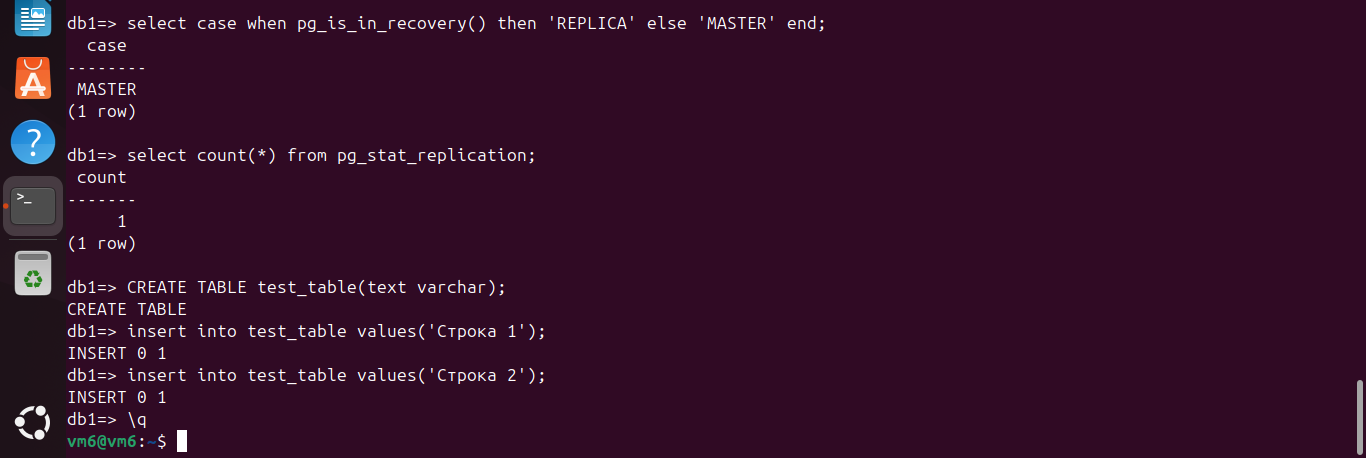 db1=> select case when pg_is_in_recovery() then 'REPLICA' else 'MASTER' end;
  case
--------
 MASTER
(1 row)

db1=> select count(*) from pg_stat_replication;
 count
-------
     1
(1 row)

db1=> CREATE TABLE test_table(text varchar);
CREATE TABLE
db1=> insert into test_table values('Строка 1');
INSERT 0 1
db1=> insert into test_table values('Строка 2');
INSERT 0 1
db1=> \q
vm6@vm6:~$